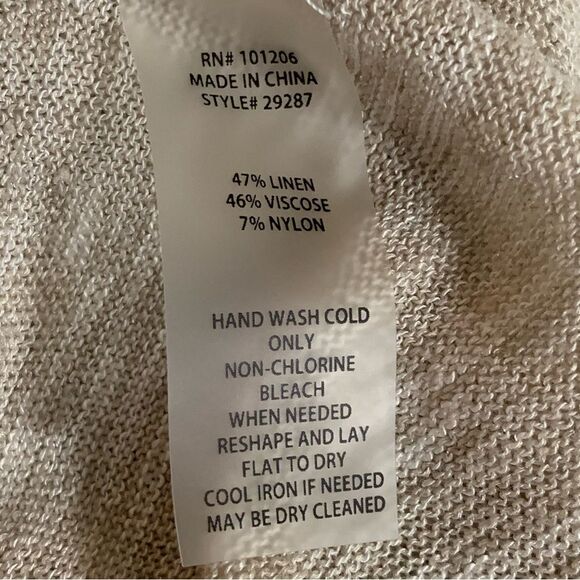 RN# 101206
MADE IN CHINA
STYLE# 29287
47% LINEN
46% VISCOSE
7% NYLON
HAND WASH COLD
ONLY
NON-CHLORINE
BLEACH
WHEN NEEDED
RESHAPE AND LAY
FLAT TO DRY
COOL IRON IF NEEDED
MAY BE DRY CLEANED